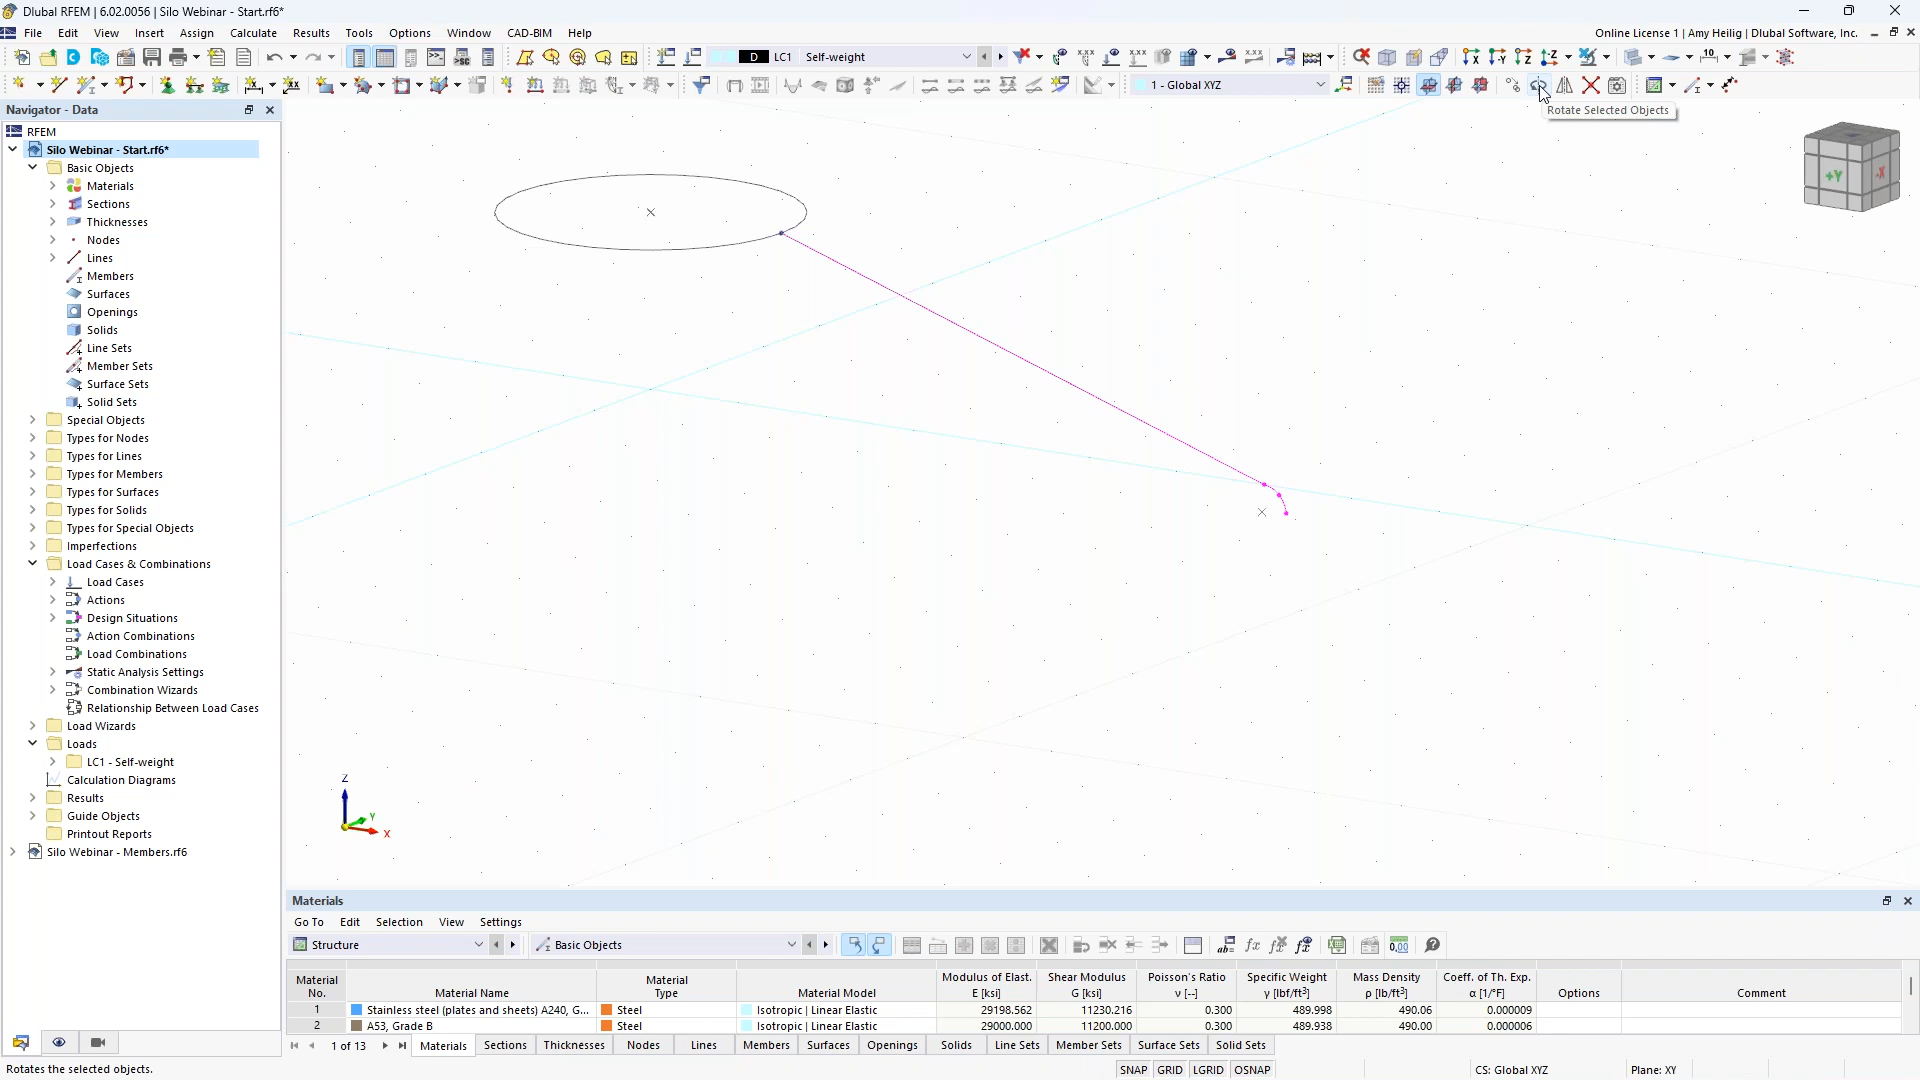 Dlubal RFEM | 6.02.0056 | Silo Webinar - Start.rf6*
File Edit View Insert Assign Calculate Results Tools Options Window CAD-BIM Help
Online License 1 | Amy Heilig | Dlubal Software, Inc.
D LC1 Self-weight
1 - Global XYZ
Navigator - Data
Rotate Selected Objects
RFEM
Silo Webinar - Start.rf6*
Basic Objects
Materials
Sections
Thicknesses
Nodes
Lines
Members
Surfaces
Openings
Solids
Line Sets
Member Sets
Surface Sets
Solid Sets
Special Objects
Types for Nodes
Types for Lines
Types for Members
Types for Surfaces
Types for Solids
Types for Special Objects
Imperfections
Load Cases & Combinations
Load Cases
Actions
Design Situations
Action Combinations
Load Combinations
Static Analysis Settings
Combination Wizards
Relationship Between Load Cases
Load Wizards
Loads
LC1 - Self-weight
Calculation Diagrams
Results
Guide Objects
Printout Reports
Silo Webinar - Members.rf6
+Y -X
Z
Y
X
Materials
Go To Edit Selection View Settings
Structure Basic Objects
Material No. Material Name Material Type Material Model Modulus of Elast. E [ksi] Shear Modulus G [ksi] Poisson's Ratio ν [--] Specific Weight γ [lbf/ft³] Mass Density ρ [lb/ft³] Coeff. of Th. Exp. α [1/°F] Options Comment
1 Stainless steel (plates and sheets) A240, G... Steel Isotropic | Linear Elastic 29198.562 11230.216 0.300 489.998 490.06 0.000009
2 A53, Grade B Steel Isotropic | Linear Elastic 29000.000 11200.000 0.300 489.938 490.00 0.000006
1 of 13 Materials Sections Thicknesses Nodes Lines Members Surfaces Openings Solids Line Sets Member Sets Surface Sets Solid Sets
Rotates the selected objects.
SNAP GRID LGRID OSNAP CS: Global XYZ Plane: XY